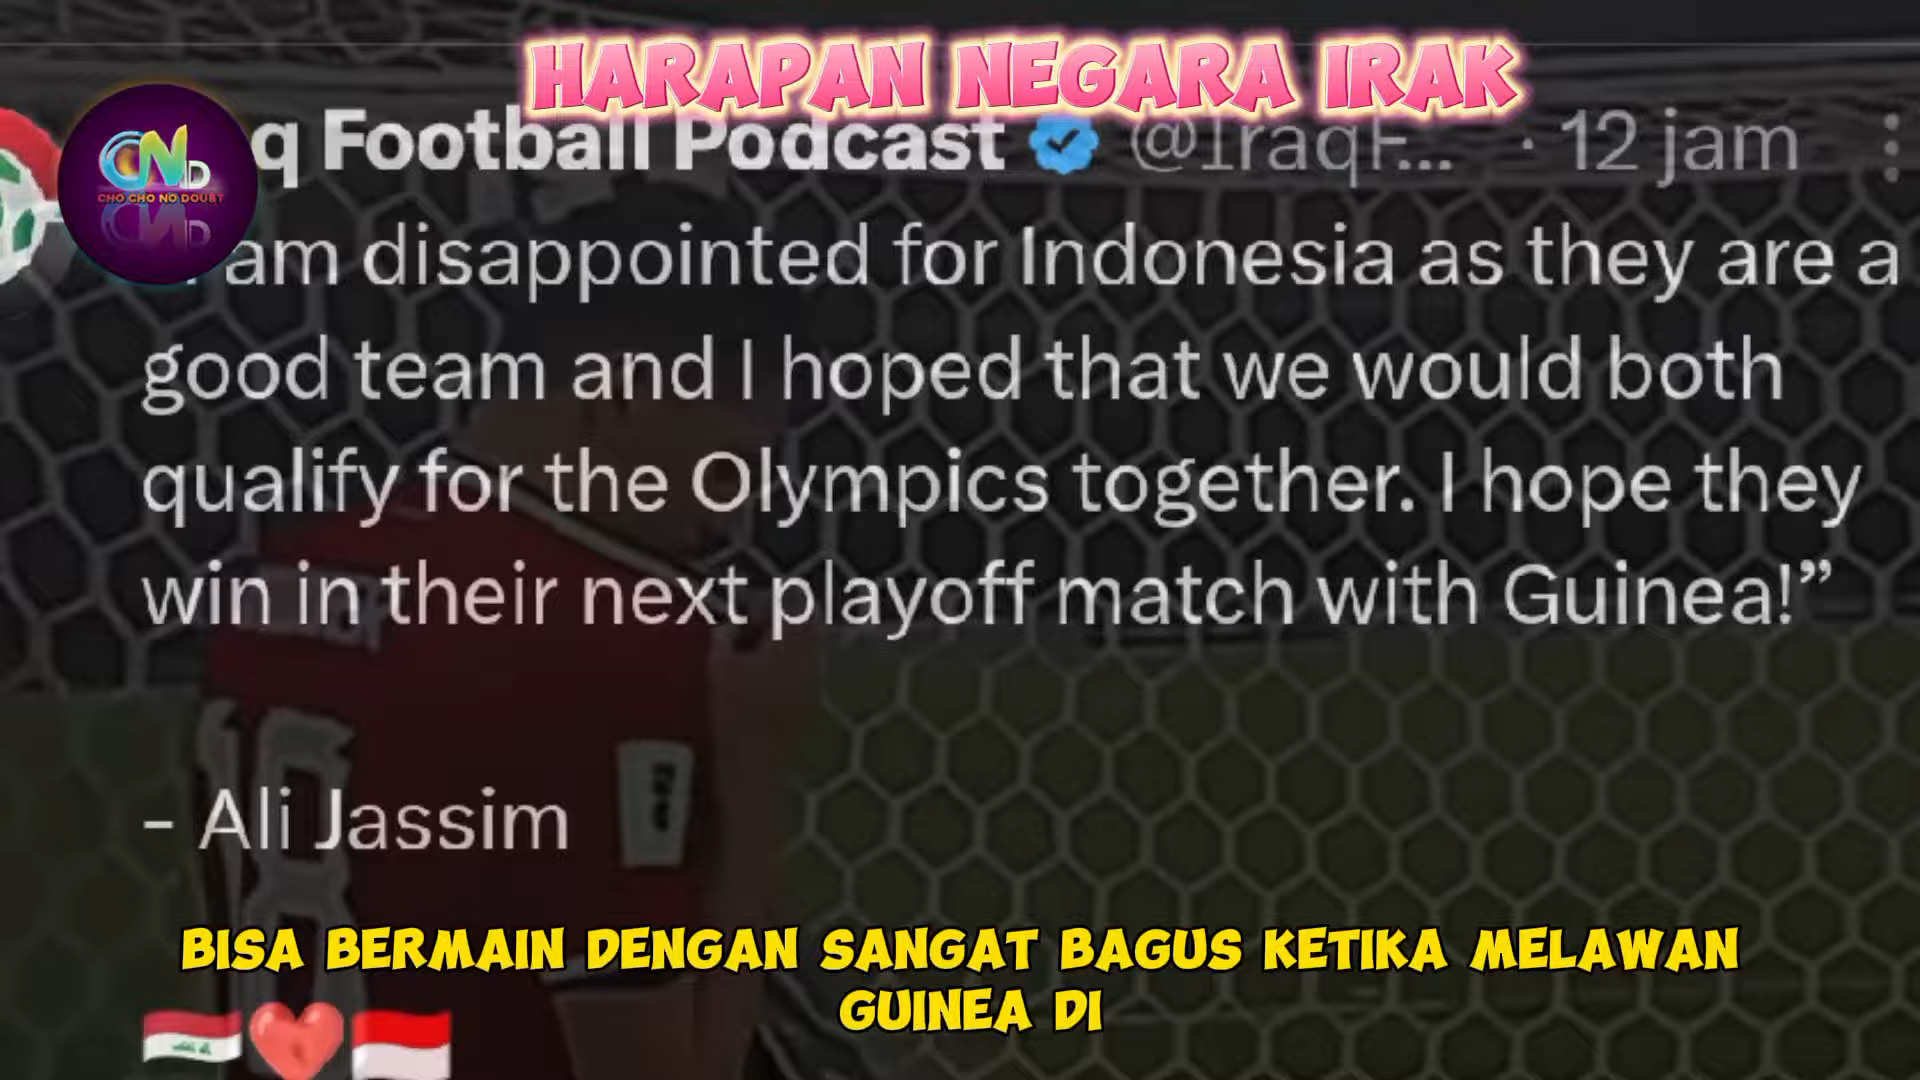 HARAPAN NEGARA IRAK
q Football Podcast @IraqF... · 12 jam
CND
CHO CHO NO DOUBT
am disappointed for Indonesia as they are a
good team and I hoped that we would both
qualify for the Olympics together. I hope they
win in their next playoff match with Guinea!”
- Ali Jassim
18
BISA BERMAIN DENGAN SANGAT BAGUS KETIKA MELAWAN
GUINEA DI